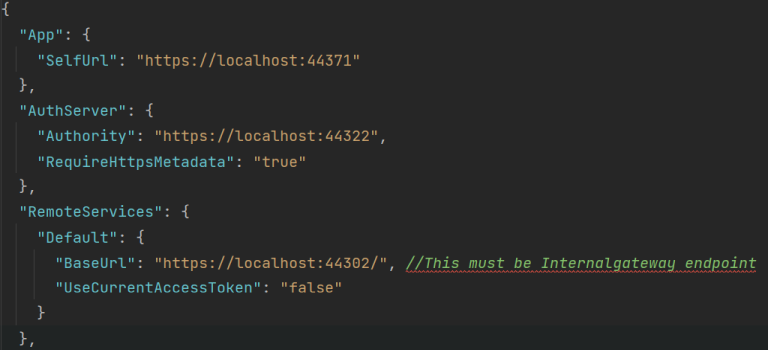 {
"App": {
"SelfUrl": "https://localhost:44371"
},
"AuthServer": {
"Authority": "https://localhost:44322",
"RequireHttpsMetadata": "true"
},
"RemoteServices": {
"Default": {
"BaseUrl": "https://localhost:44302/", //This must be Internalgateway endpoint
"UseCurrentAccessToken": "false"
}
},